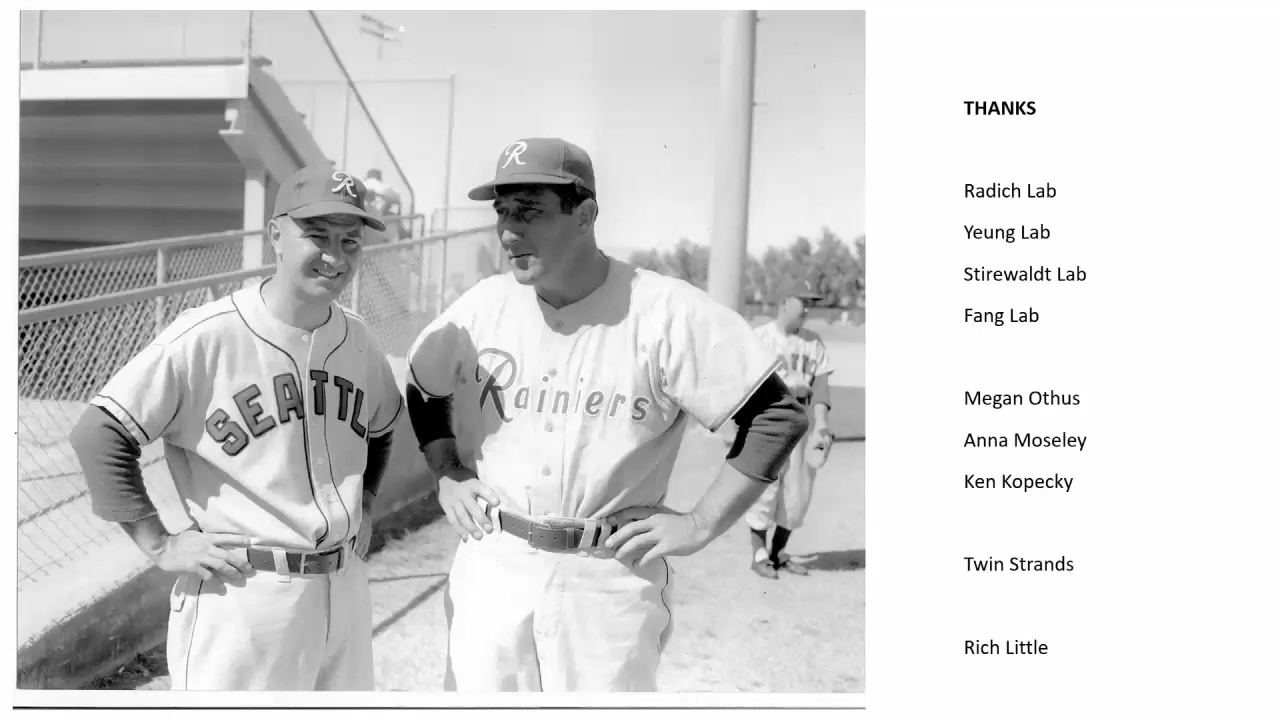 R
R
SEATTL
Rainiers
THANKS
Radich Lab
Yeung Lab
Stirewaldt Lab
Fang Lab
Megan Othus
Anna Moseley
Ken Kopecky
Twin Strands
Rich Little